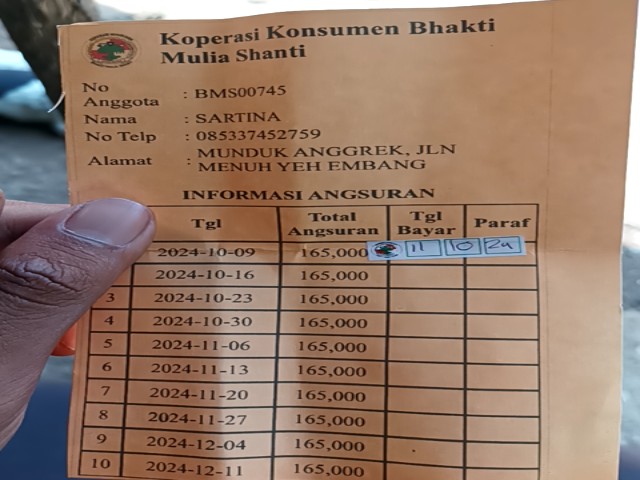 Koperasi Konsumen Bhakti
Mulia Shanti
No Anggota : BMS00745
Nama : SARTINA
No Telp : 085337452759
Alamat : MUNDUK ANGGREK, JLN
MENUH YEH EMBANG
INFORMASI ANGSURAN
Tgl Total Angsuran Tgl Bayar Paraf
2024-10-09 165,000 11 10 24
2024-10-16 165,000
3 2024-10-23 165,000
4 2024-10-30 165,000
5 2024-11-06 165,000
6 2024-11-13 165,000
7 2024-11-20 165,000
8 2024-11-27 165,000
9 2024-12-04 165,000
10 2024-12-11 165,000